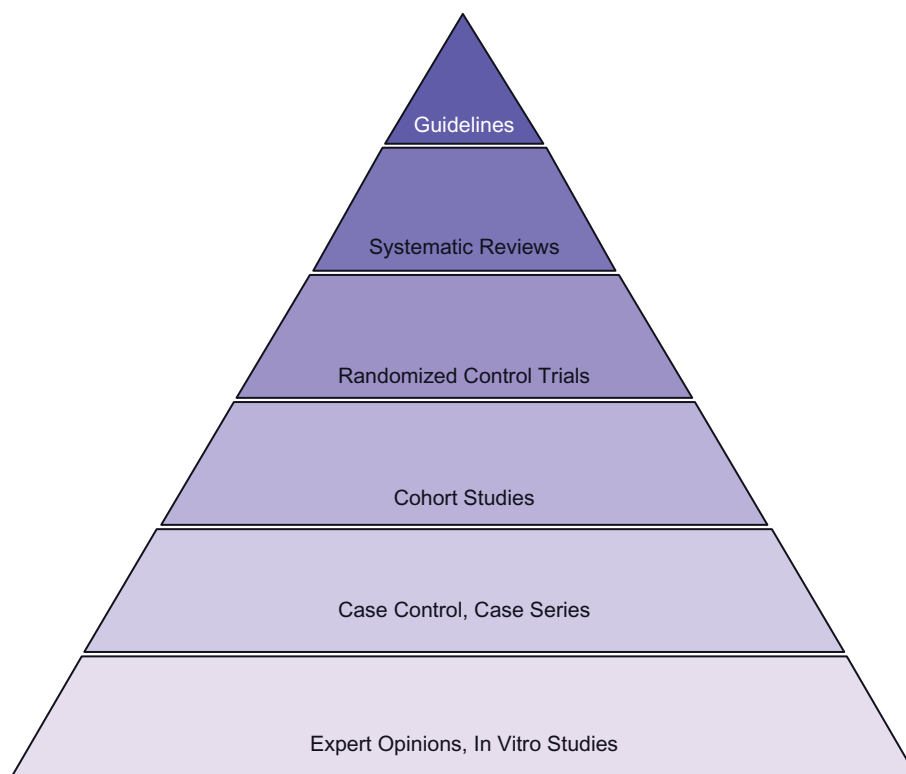 Guidelines
Systematic Reviews
Randomized Control Trials
Cohort Studies
Case Control, Case Series
Expert Opinions, In Vitro Studies